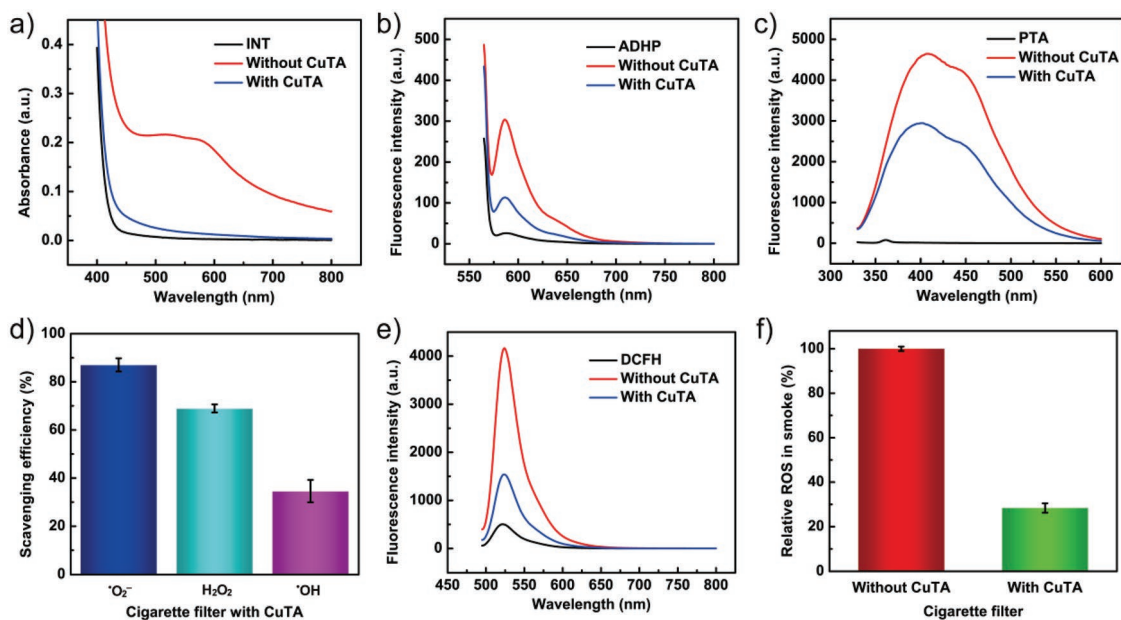 a)
INT
Without CuTA
With CuTA
Absorbance (a.u.)
0.4
0.3
0.2
0.1
0.0
400 500 600 700 800
Wavelength (nm)
b)
ADHP
Without CuTA
With CuTA
Fluorescence intensity (a.u.)
500
400
300
200
100
0
550 600 650 700 750 800
Wavelength (nm)
c)
PTA
Without CuTA
With CuTA
Fluorescence intensity (a.u.)
5000
4000
3000
2000
1000
0
300 350 400 450 500 550 600
Wavelength (nm)
d)
Scavenging efficiency (%)
100
80
60
40
20
0
•O₂⁻ H₂O₂ •OH
Cigarette filter with CuTA
e)
DCFH
Without CuTA
With CuTA
Fluorescence intensity (a.u.)
4000
3000
2000
1000
0
450 500 550 600 650 700 750 800
Wavelength (nm)
f)
Relative ROS in smoke (%)
100
80
60
40
20
0
Without CuTA With CuTA
Cigarette filter